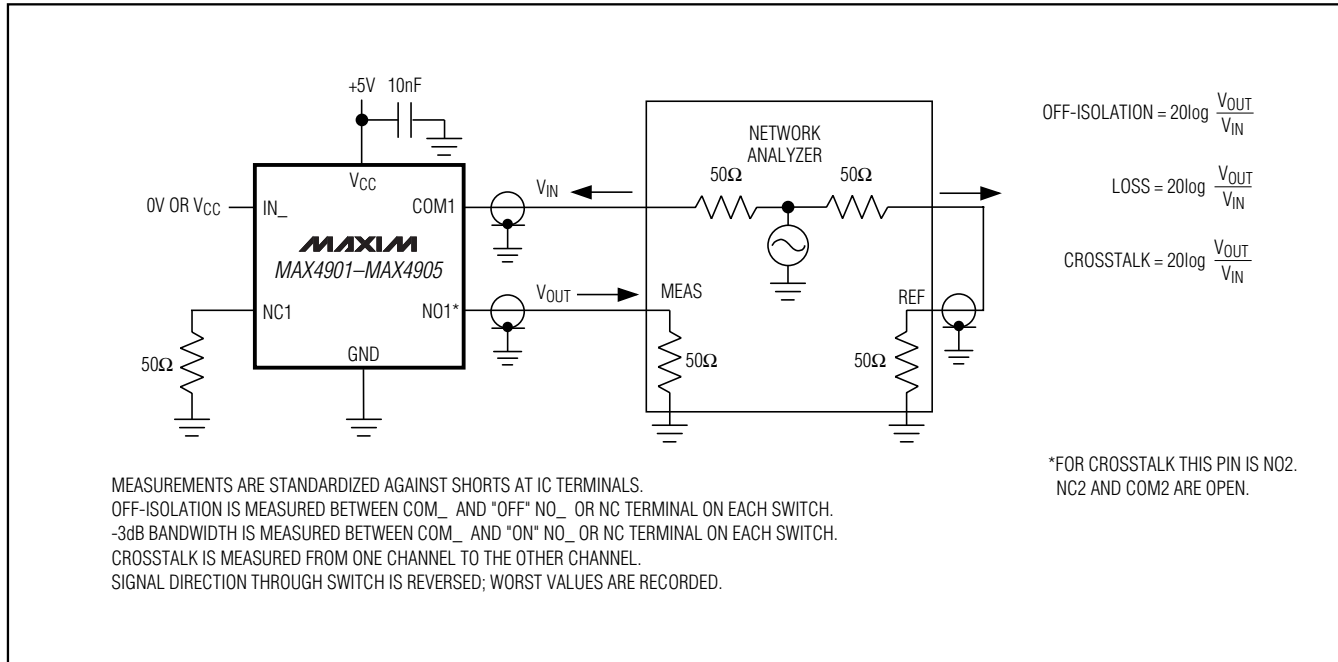 +5V 10nF
VCC
0V OR VCC
IN_
COM1
MAXIM
MAX4901–MAX4905
NC1
NO1*
GND
50Ω
VIN
VOUT
NETWORK
ANALYZER
50Ω
50Ω
MEAS
REF
50Ω
50Ω
OFF-ISOLATION = 20log VOUT
VIN
LOSS = 20log VOUT
VIN
CROSSTALK = 20log VOUT
VIN
*FOR CROSSTALK THIS PIN IS NO2.
NC2 AND COM2 ARE OPEN.
MEASUREMENTS ARE STANDARDIZED AGAINST SHORTS AT IC TERMINALS.
OFF-ISOLATION IS MEASURED BETWEEN COM_ AND "OFF" NO_ OR NC TERMINAL ON EACH SWITCH.
-3dB BANDWIDTH IS MEASURED BETWEEN COM_ AND "ON" NO_ OR NC TERMINAL ON EACH SWITCH.
CROSSTALK IS MEASURED FROM ONE CHANNEL TO THE OTHER CHANNEL.
SIGNAL DIRECTION THROUGH SWITCH IS REVERSED; WORST VALUES ARE RECORDED.